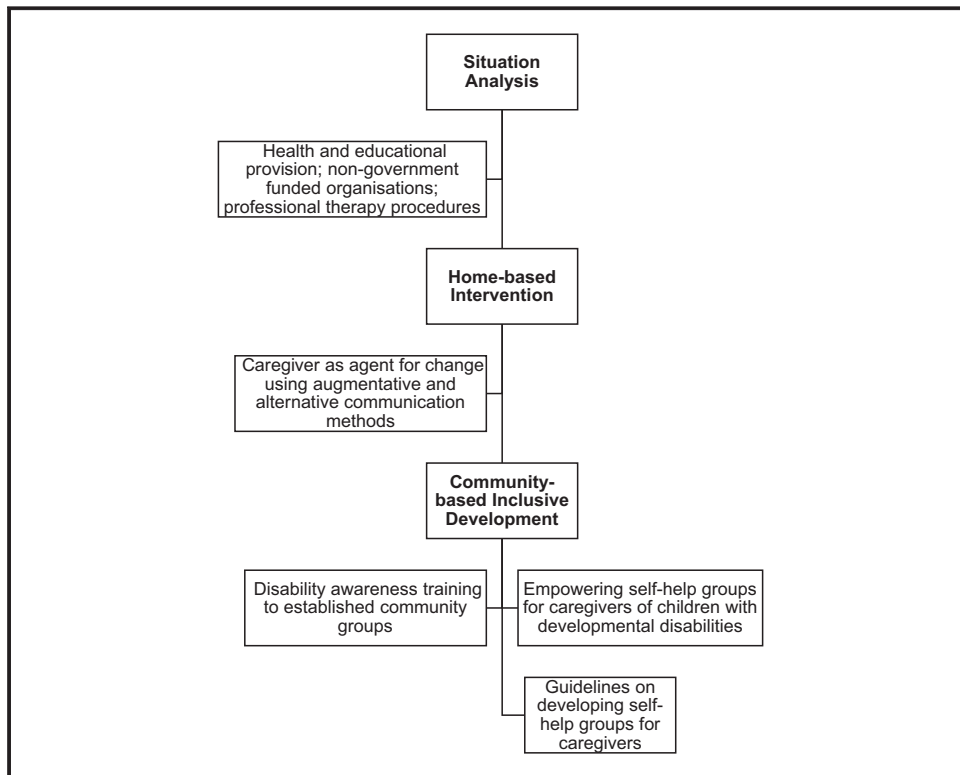 Situation
Analysis
Health and educational
provision; non-government
funded organisations;
professional therapy procedures
Home-based
Intervention
Caregiver as agent for change
using augmentative and
alternative communication
methods
Community-
based Inclusive
Development
Disability awareness training
to established community
groups
Empowering self-help groups
for caregivers of children with
developmental disabilities
Guidelines on
developing self-
help groups for
caregivers